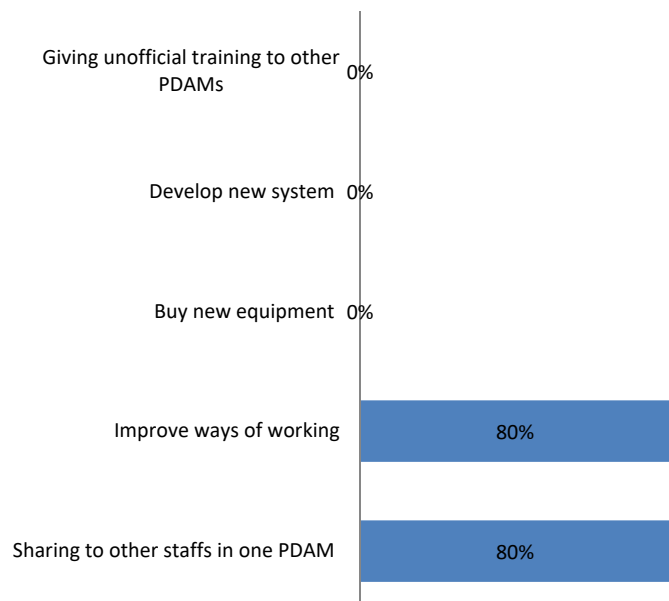 Giving unofficial training to other
PDAMs
0%
Develop new system
0%
Buy new equipment
0%
Improve ways of working
80%
Sharing to other staffs in one PDAM
80%